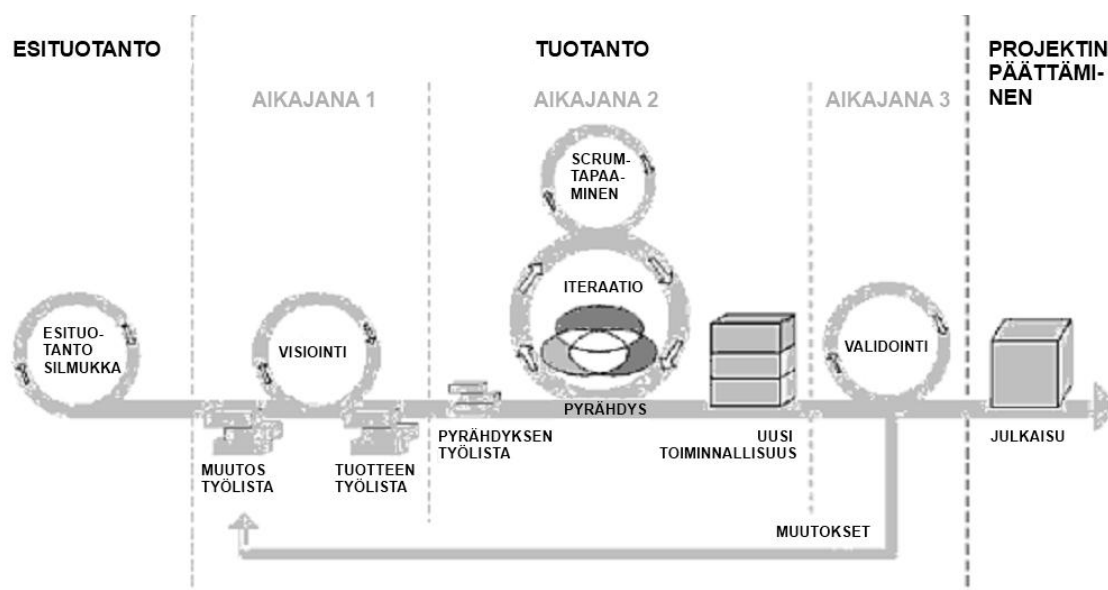 ESITUOTANTO
TUOTANTO
PROJEKTIN
PÄÄTTÄMI-
NEN
AIKAJANA 1
AIKAJANA 2
AIKAJANA 3
SCRUM-
TAPAA-
MINEN
ESITUO-
TANTO
SILMUKKA
VISIOINTI
ITERAATIO
VALIDOINTI
PYRÄHDYS
MUUTOS
TYÖLISTA
TUOTTEEN
TYÖLISTA
PYRÄHDYKSEN
TYÖLISTA
UUSI
TOIMINNALLISUUS
JULKAISU
MUUTOKSET